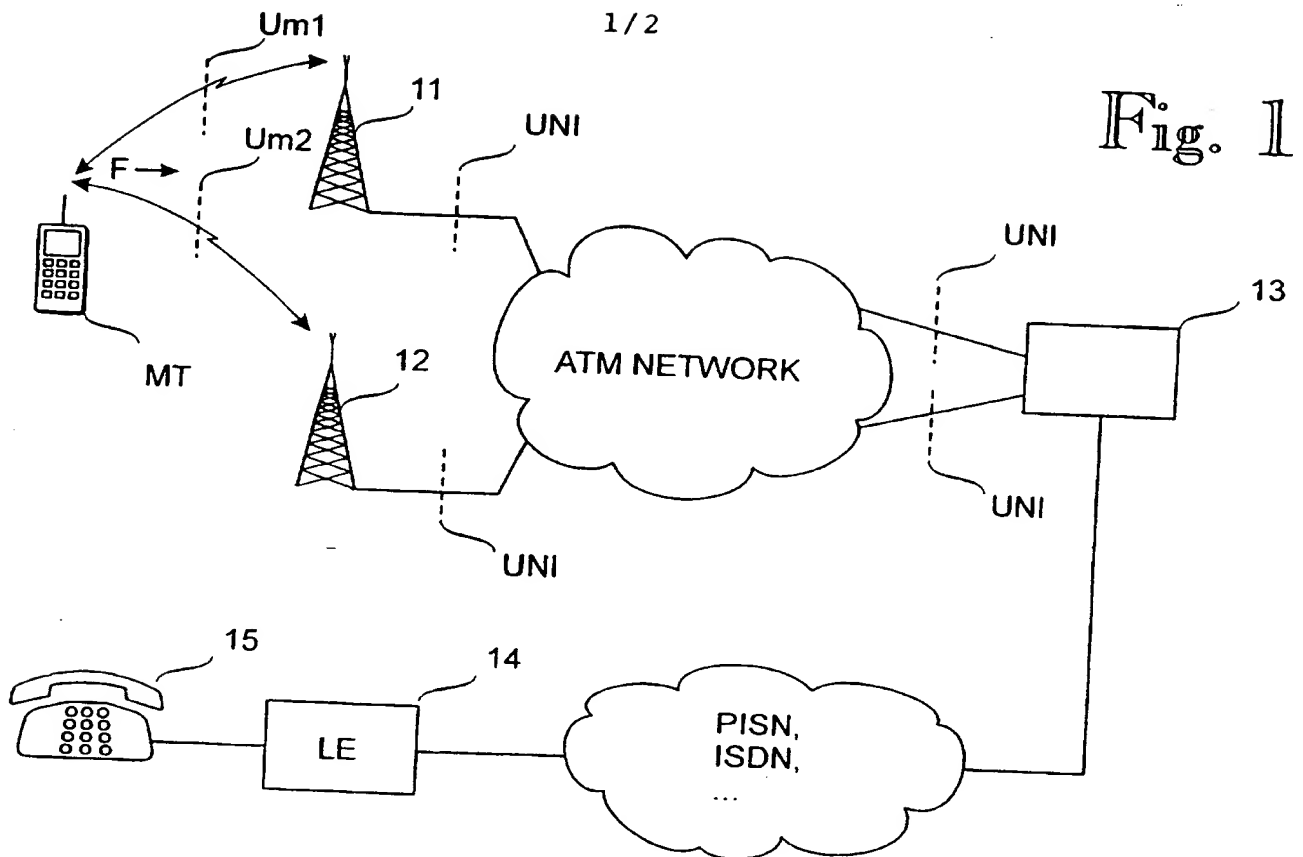 1/2
Um1
11
UNI
Fig. 1
Um2
F
UNI
13
MT
12
ATM NETWORK
UNI
UNI
15
14
LE
PISN,
ISDN,
...